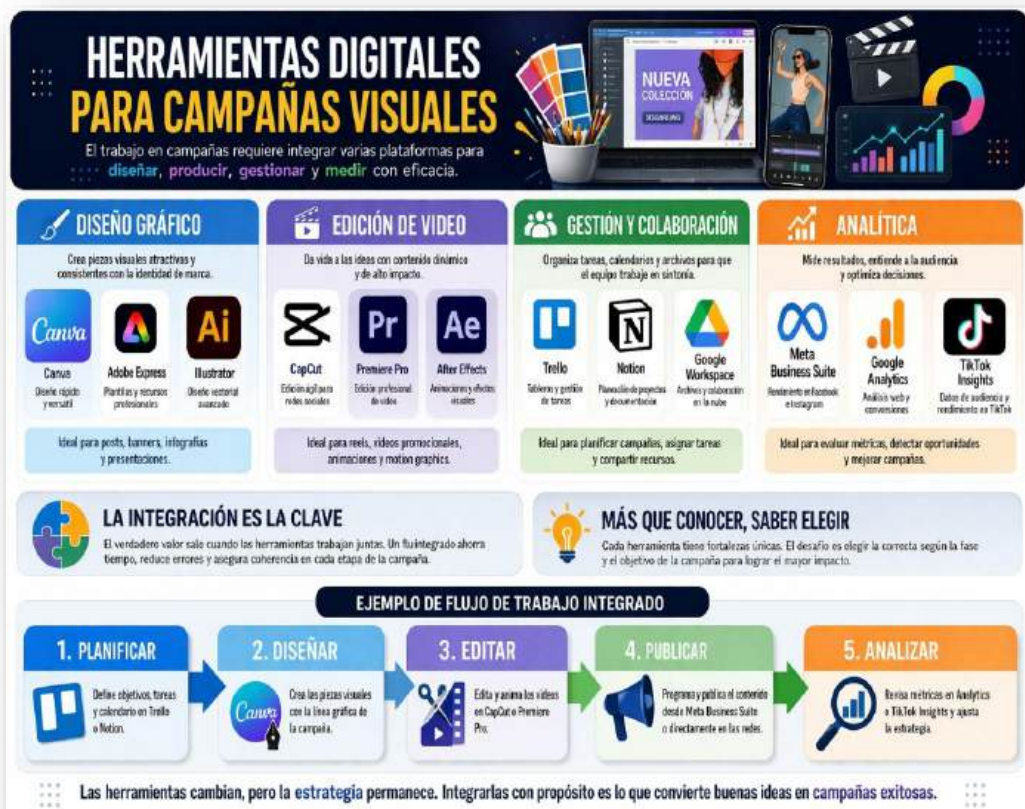 HERRAMIENTAS DIGITALES
PARA CAMPAÑAS VISUALES
El trabajo en campañas requiere integrar varias plataformas para
diseñar, producir, gestionar y medir con eficacia.
NUEVA
COLECCIÓN
DISEÑO GRÁFICO
Crea piezas visuales atractivas y
consistentes con la identidad de marca.
Canva
Ai
Canva
Diseño rápido
y versátil
Adobe Express
Plantillas y recursos
profesionales
Illustrator
Diseño vectorial
avanzado
Ideal para posts, banners, infografías
y presentaciones.
EDICIÓN DE VIDEO
Da vida a las ideas con contenido dinámico
y de alto impacto.
Pr
Ae
CapCut
Edición ágil para
redes sociales
Premiere Pro
Edición profesional
de video
After Effects
Animaciones y efectos
visuales
Ideal para reels, videos promocionales,
animaciones y motion graphics.
GESTIÓN Y COLABORACIÓN
Organiza tareas, calendarios y archivos para que
el equipo trabaje en sintonía.
N
Trello
Tableros y gestión
de tareas
Notion
Planeación de proyectos
y documentación
Google
Workspace
Archivos y colaboración
en la nube
Ideal para planificar campañas, asignar tareas
y compartir recursos.
ANALÍTICA
Mide resultados, entiende a la audiencia
y optimiza decisiones.
Meta
Business Suite
Rendimiento en Facebook
e Instagram
Google
Analytics
Análisis web y
conversiones
TikTok
Insights
Datos de audiencia y
rendimiento en TikTok
Ideal para evaluar métricas, detectar oportunidades
y mejorar campañas.
LA INTEGRACIÓN ES LA CLAVE
El verdadero valor sale cuando las herramientas trabajan juntas. Un fluintegrado ahorra
tiempo, reduce errores y asegura coherencia en cada etapa de la campaña.
MÁS QUE CONOCER, SABER ELEGIR
Cada herramienta tiene fortalezas únicas. El desafío es elegir la correcta según la fase
y el objetivo de la campaña para lograr el mayor impacto.
EJEMPLO DE FLUJO DE TRABAJO INTEGRADO
1. PLANIFICAR
Define objetivos, tareas
y calendario en Trello
o Notion.
2. DISEÑAR
Canva
Crea las piezas visuales
con la línea gráfica de
la campaña.
3. EDITAR
Edita y anima los videos
en CapCut o Premiere
Pro.
4. PUBLICAR
Programa y publica el contenido
desde Meta Business Suite
o directamente en las redes.
5. ANALIZAR
Revisa métricas en Analytics
o TikTok Insights y ajusta
la estrategia.
Las herramientas cambian, pero la estrategia permanece. Integrarlas con propósito es lo que convierte buenas ideas en campañas exitosas.